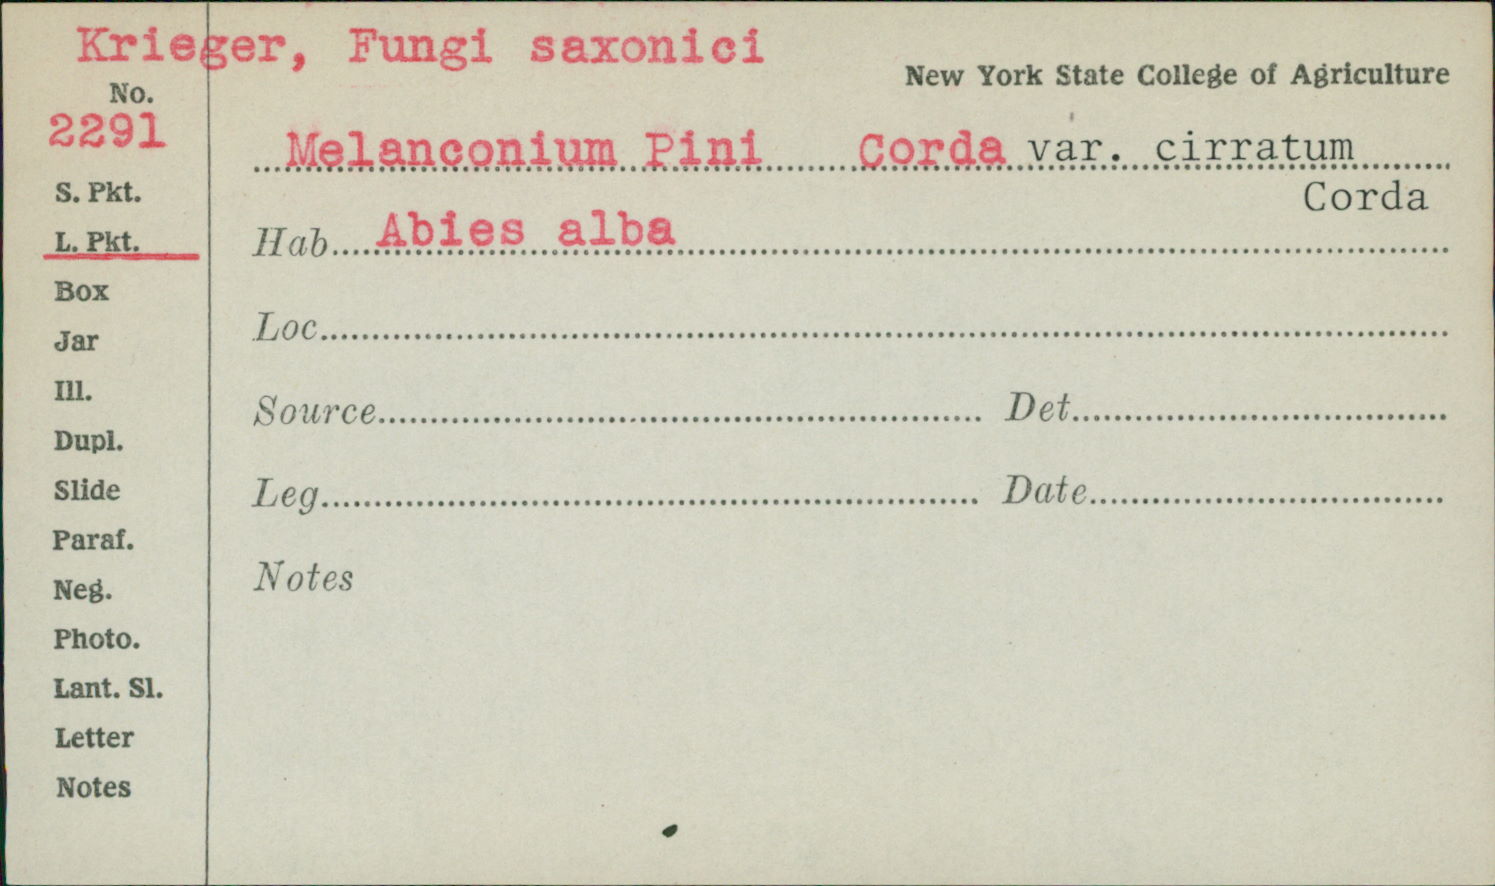 Krieger, Fungi saxonici
New York State College of Agriculture
No.
2291
Melanconium Pini Corda var. cirratum
Corda
S. Pkt.
L. Pkt.
Box
Jar
Ill.
Dupl.
Slide
Paraf.
Neg.
Photo.
Lant. Sl.
Letter
Notes
Hab. Abies alba
Loc.
Source
Det.
Leg.
Date
Notes